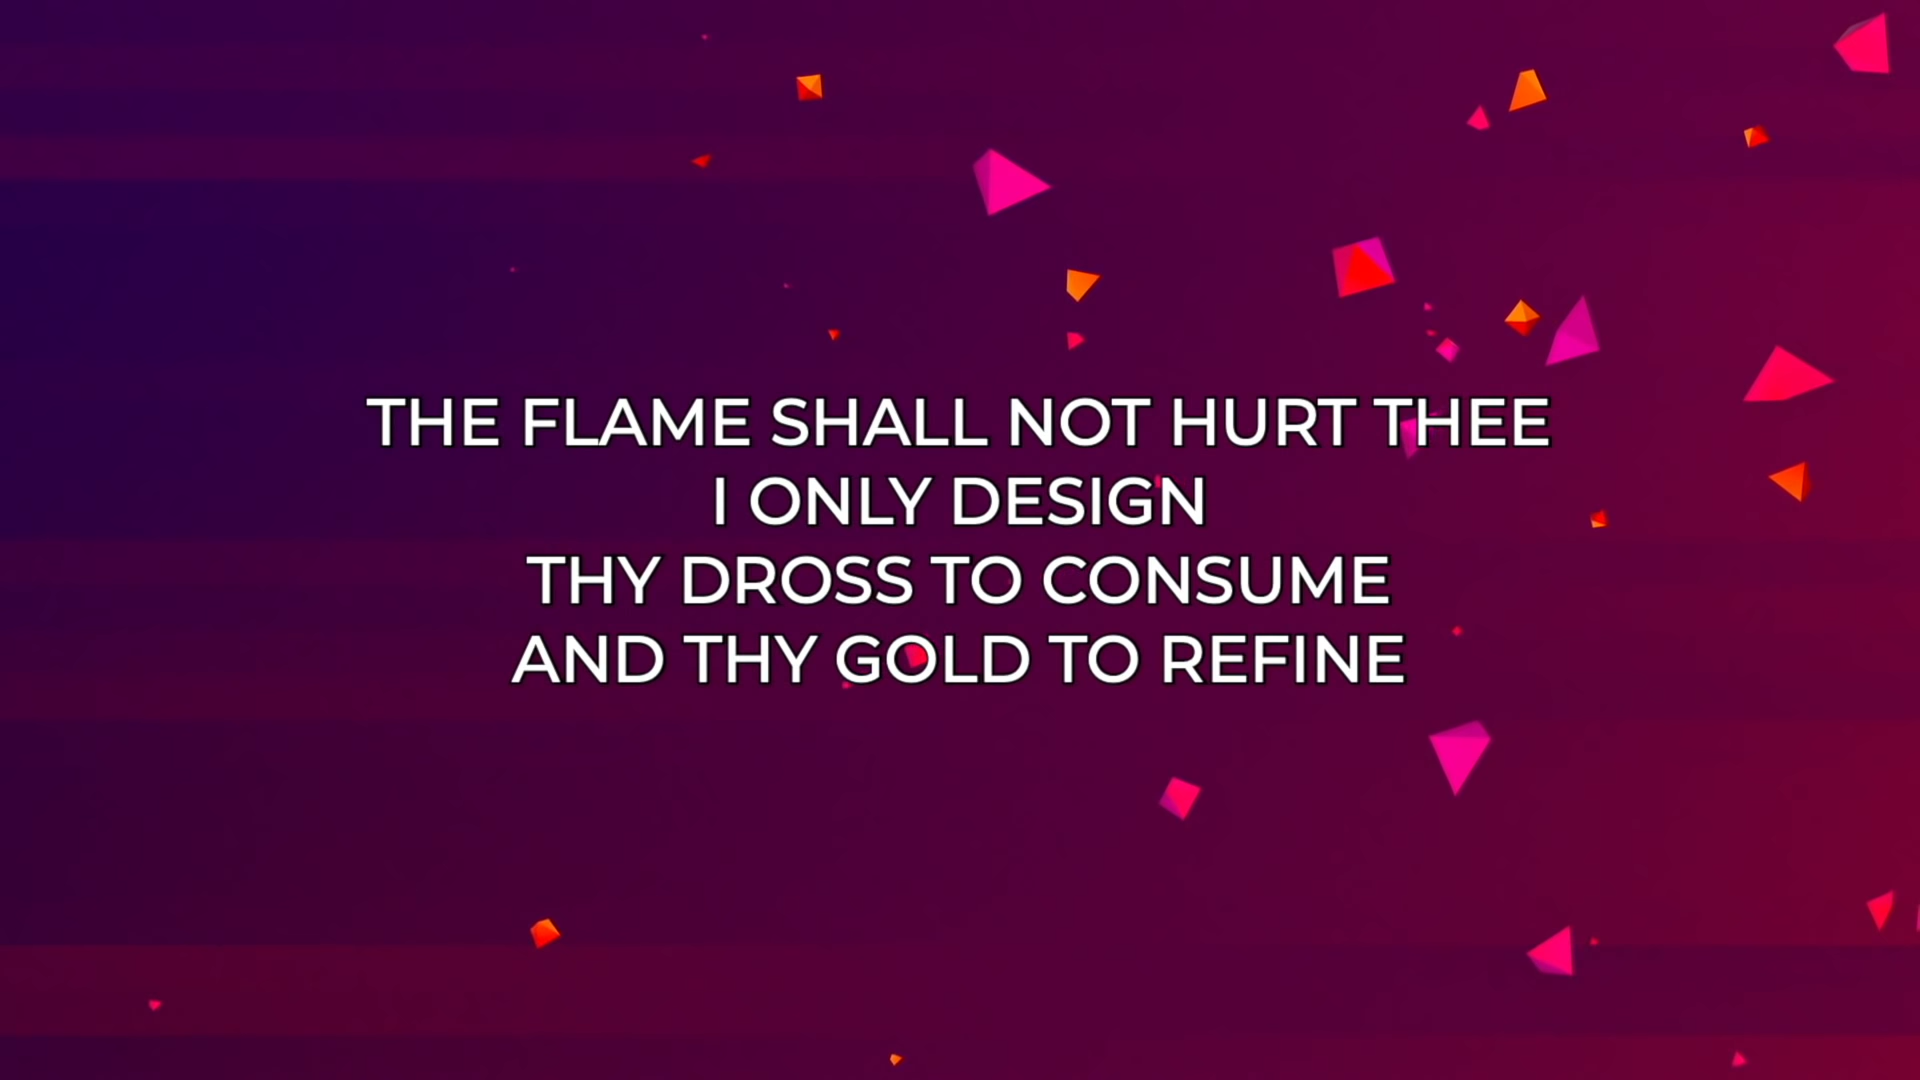 THE FLAME SHALL NOT HURT THEE
I ONLY DESIGN
THY DROSS TO CONSUME
AND THY GOLD TO REFINE